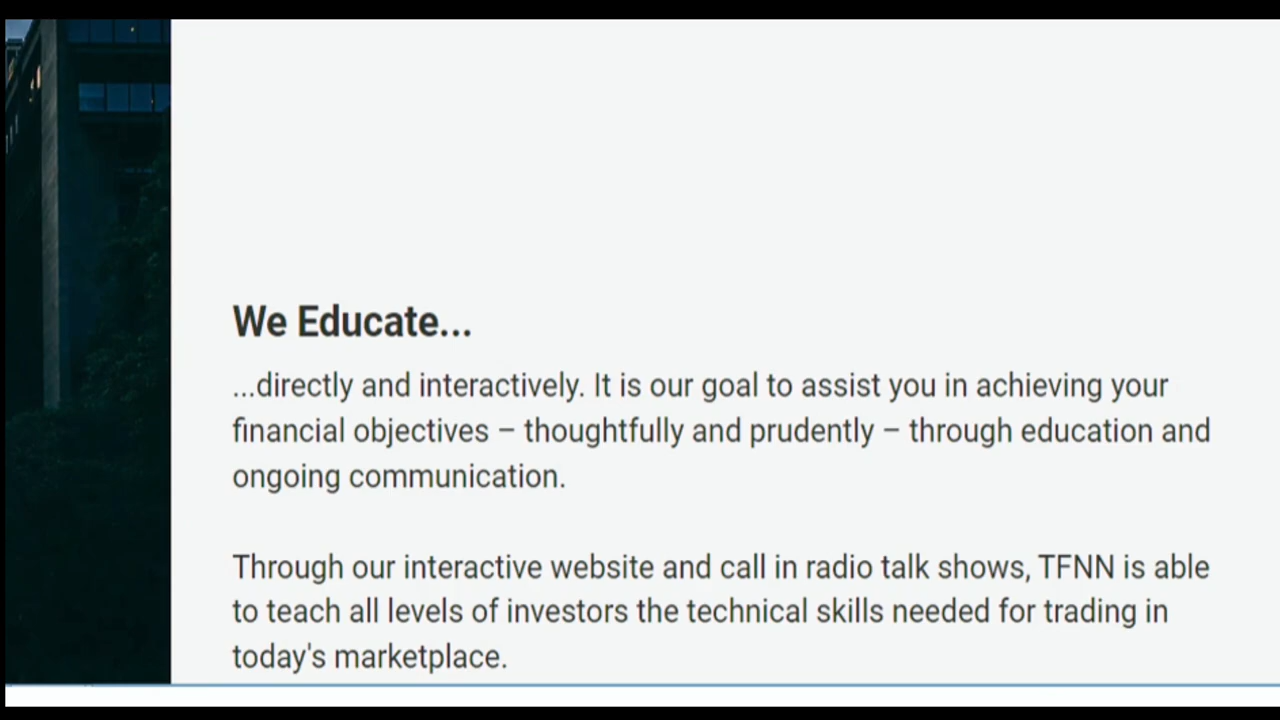 We Educate...
...directly and interactively. It is our goal to assist you in achieving your
financial objectives – thoughtfully and prudently – through education and
ongoing communication.
Through our interactive website and call in radio talk shows, TFNN is able
to teach all levels of investors the technical skills needed for trading in
today's marketplace.